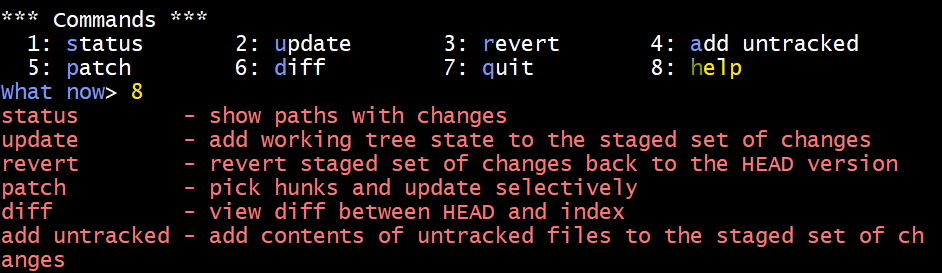 *** Commands ***
  1: status       2: update       3: revert       4: add untracked
  5: patch        6: diff         7: quit         8: help
What now> 8
status        - show paths with changes
update        - add working tree state to the staged set of changes
revert        - revert staged set of changes back to the HEAD version
patch         - pick hunks and update selectively
diff          - view diff between HEAD and index
add untracked - add contents of untracked files to the staged set of ch
anges